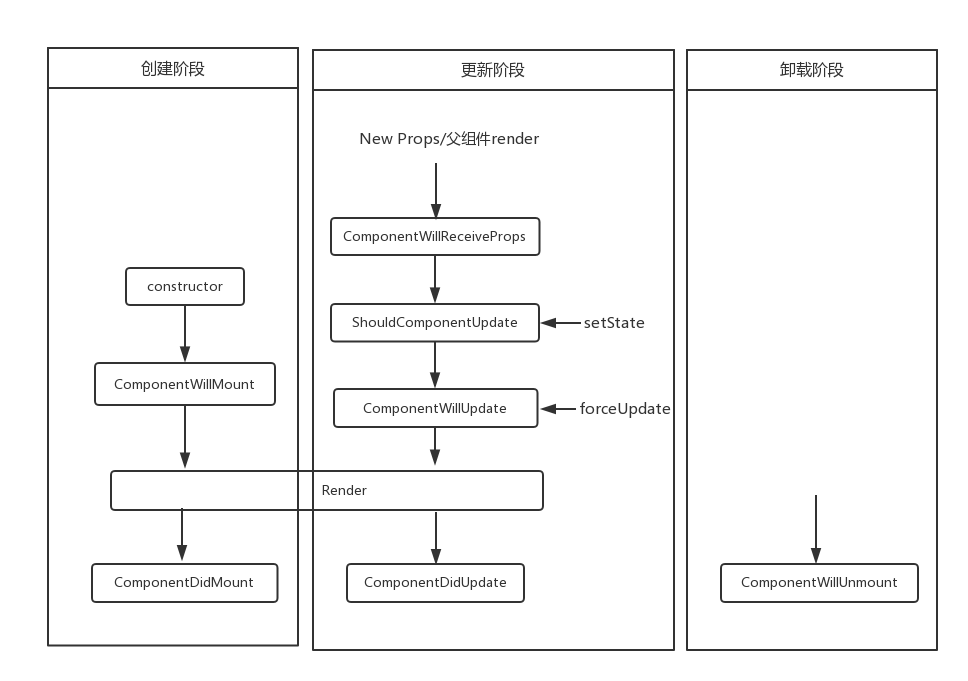 创建阶段
更新阶段
卸载阶段
New Props/父组件render
ComponentWillReceiveProps
constructor
ShouldComponentUpdate
setState
ComponentWillMount
ComponentWillUpdate
forceUpdate
Render
ComponentDidMount
ComponentDidUpdate
ComponentWillUnmount